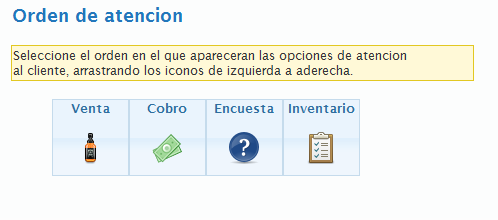 Orden de atencion
Seleccione el orden en el que apareceran las opciones de atencion
al cliente, arrastrando los iconos de izquierda a aderecha.
Venta Cobro Encuesta Inventario
?